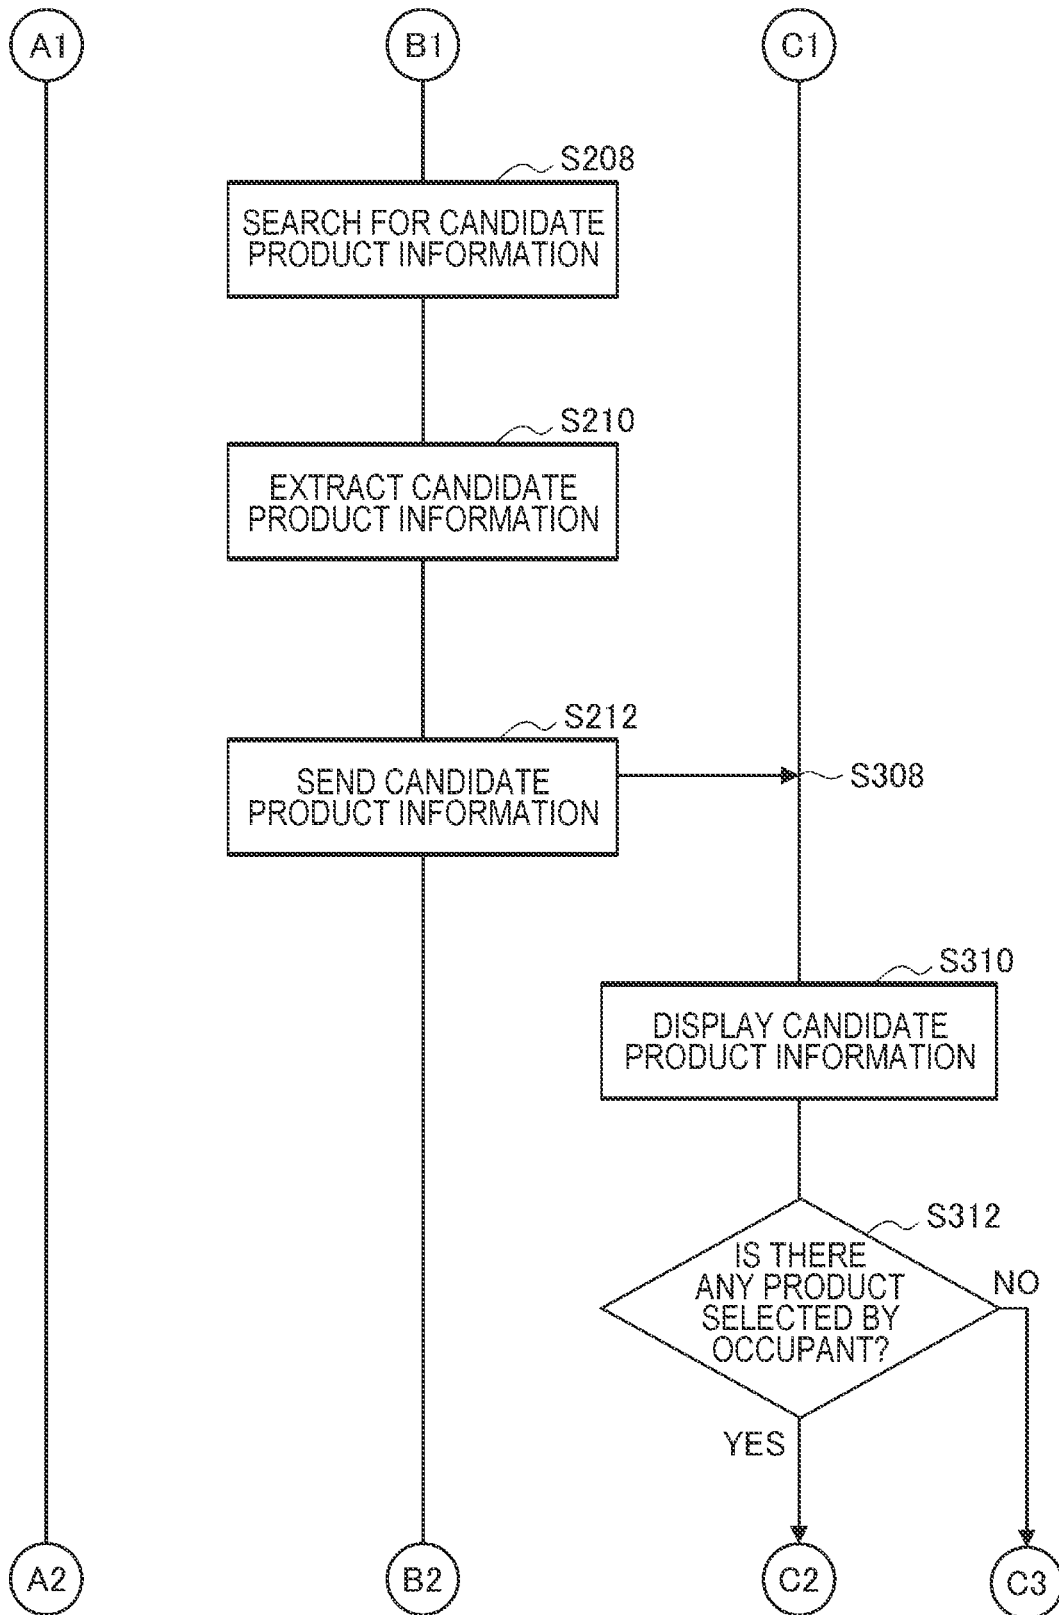 A1
B1
C1
S208
SEARCH FOR CANDIDATE
PRODUCT INFORMATION
S210
EXTRACT CANDIDATE
PRODUCT INFORMATION
S212
SEND CANDIDATE
PRODUCT INFORMATION
S308
S310
DISPLAY CANDIDATE
PRODUCT INFORMATION
S312
IS THERE
ANY PRODUCT
SELECTED BY
OCCUPANT?
NO
YES
A2
B2
C2
C3